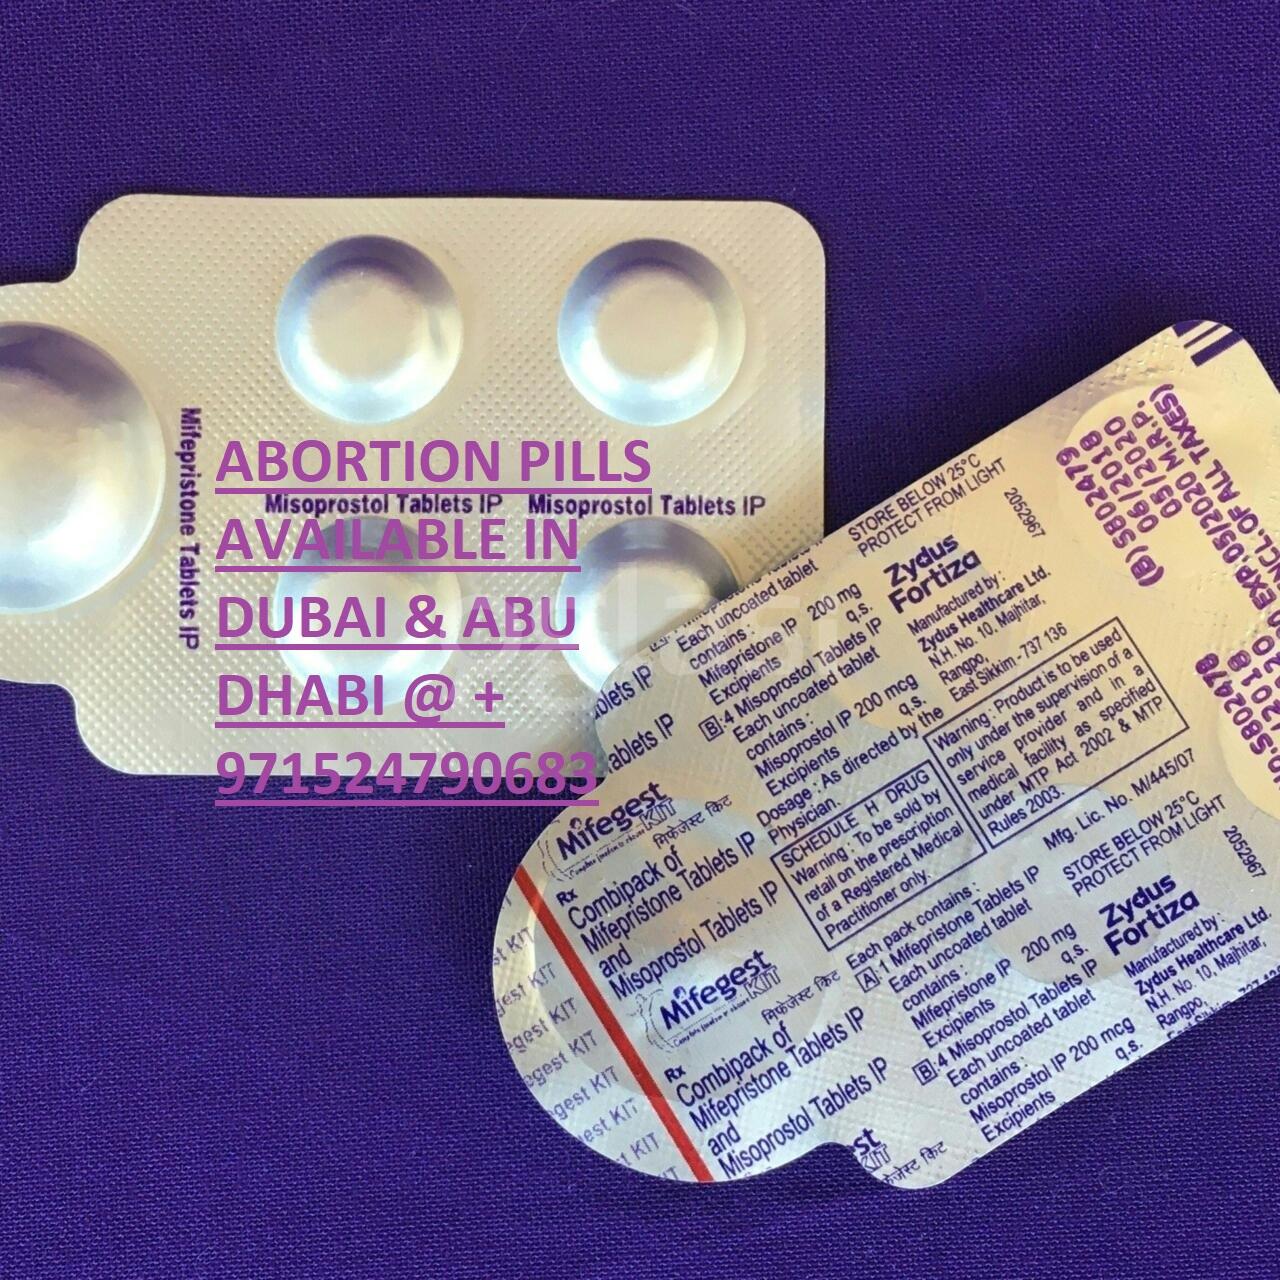 Mifepristone Tablets IP
Misoprostol Tablets IP Misoprostol Tablets IP
ABORTION PILLS
AVAILABLE IN
DUBAI & ABU
DHABI @ +
971524790683
STORE BELOW 25°C
PROTECT FROM LIGHT
2052967
Each uncoated tablet
contains :
Mifepristone IP 200 mg
Excipients q.s.
B:4 Misoprostol Tablets IP
Each uncoated tablet
contains :
Misoprostol IP 200 mcg
Excipients q.s.
Dosage : As directed by the
Physician.
SCHEDULE H DRUG
Warning : To be sold by
retail on the prescription
of a Registered Medical
Practitioner only.
Zydus
Fortiza
Manufactured by :
Zydus Healthcare Ltd.
N.H. No. 10, Majhitar,
Rangpo,
East Sikkim - 737 136
Warning : Product is to be used
only under the supervision of a
service provider and in a
medical facility as specified
under MTP Act 2002 & MTP
Rules 2003.
Mfg. Lic. No. M/445/07
(B) SB02479
06/2018
05/2020
M.R.P.
Mifegest
KIT
मिफेजेस्ट किट
Rx
Combipack of
Mifepristone Tablets IP
and
Misoprostol Tablets IP
Mifegest
KIT
मिफेजेस्ट किट
Rx
Combipack of
Mifepristone Tablets IP
and
Misoprostol Tablets IP
Each pack contains :
A:1 Mifepristone Tablets IP
Each uncoated tablet
contains :
Mifepristone IP 200 mg
Excipients q.s.
B:4 Misoprostol Tablets IP
Each uncoated tablet
contains :
Misoprostol IP 200 mcg
Excipients q.s.
STORE BELOW 25°C
PROTECT FROM LIGHT
2052967
Zydus
Fortiza
Manufactured by :
Zydus Healthcare Ltd.
N.H. No. 10, Majhitar,
Rangpo,
SB02478